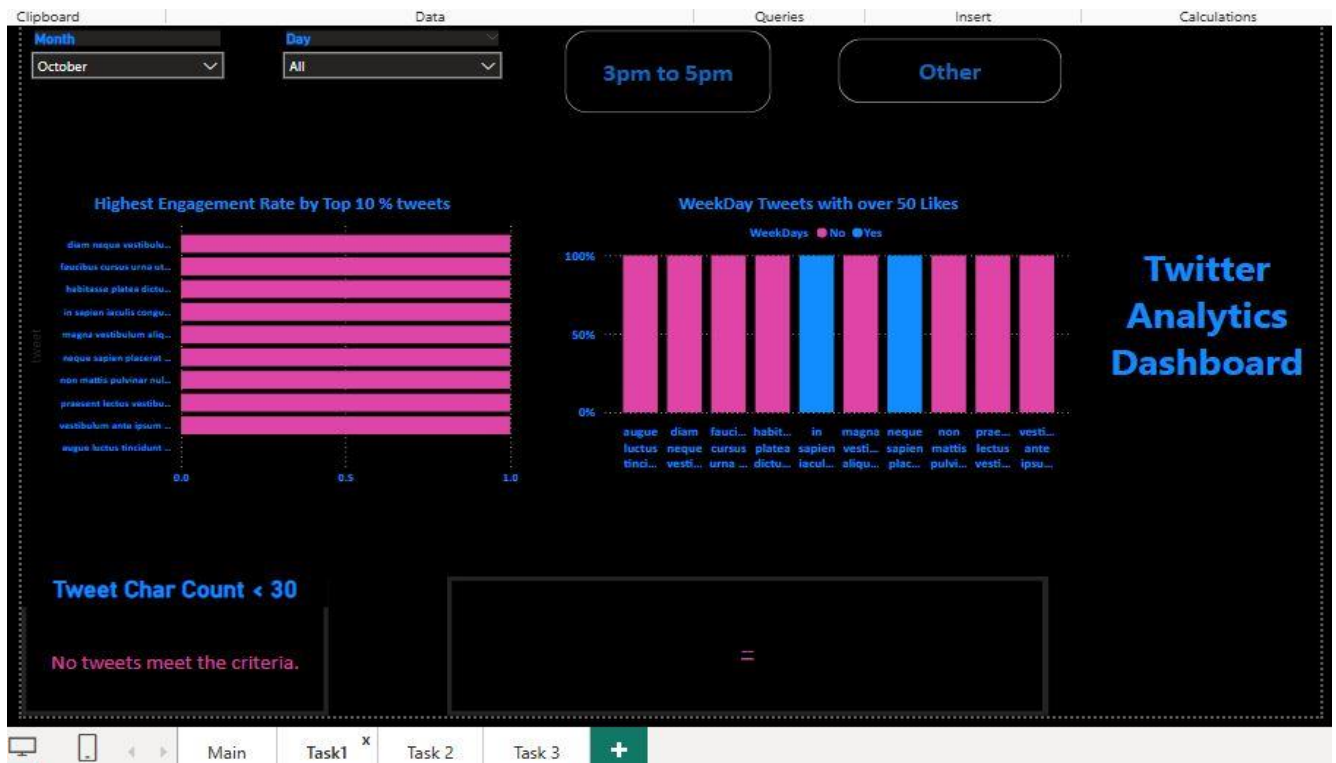 Clipboard
Data
Queries
Insert
Calculations
Month
Day
October
All
3pm to 5pm
Other
Highest Engagement Rate by Top 10 % tweets
diam neque vestibulu...
faucibus cursus urna ut...
habitasse platea dictu...
in sapien iaculis congu...
magna vestibulum aliq...
neque sapien placerat ...
non mattis pulvinar nul...
praesent lectus vestibu...
vestibulum ante ipsum ...
augue luctus tincidunt ...
tweet
0.0
0.5
1.0
WeekDay Tweets with over 50 Likes
WeekDays No Yes
100%
50%
0%
augue diam fauci... habit... in magna neque non prae... vesti...
luctus neque cursus platea sapien vesti... sapien mattis lectus ante
tinci... vesti... urna ... dictu... iacul... aliqu... plac... pulvi... vesti... ipsu...
Twitter
Analytics
Dashboard
Tweet Char Count < 30
No tweets meet the criteria.
=
Main
Task1 x
Task 2
Task 3
+